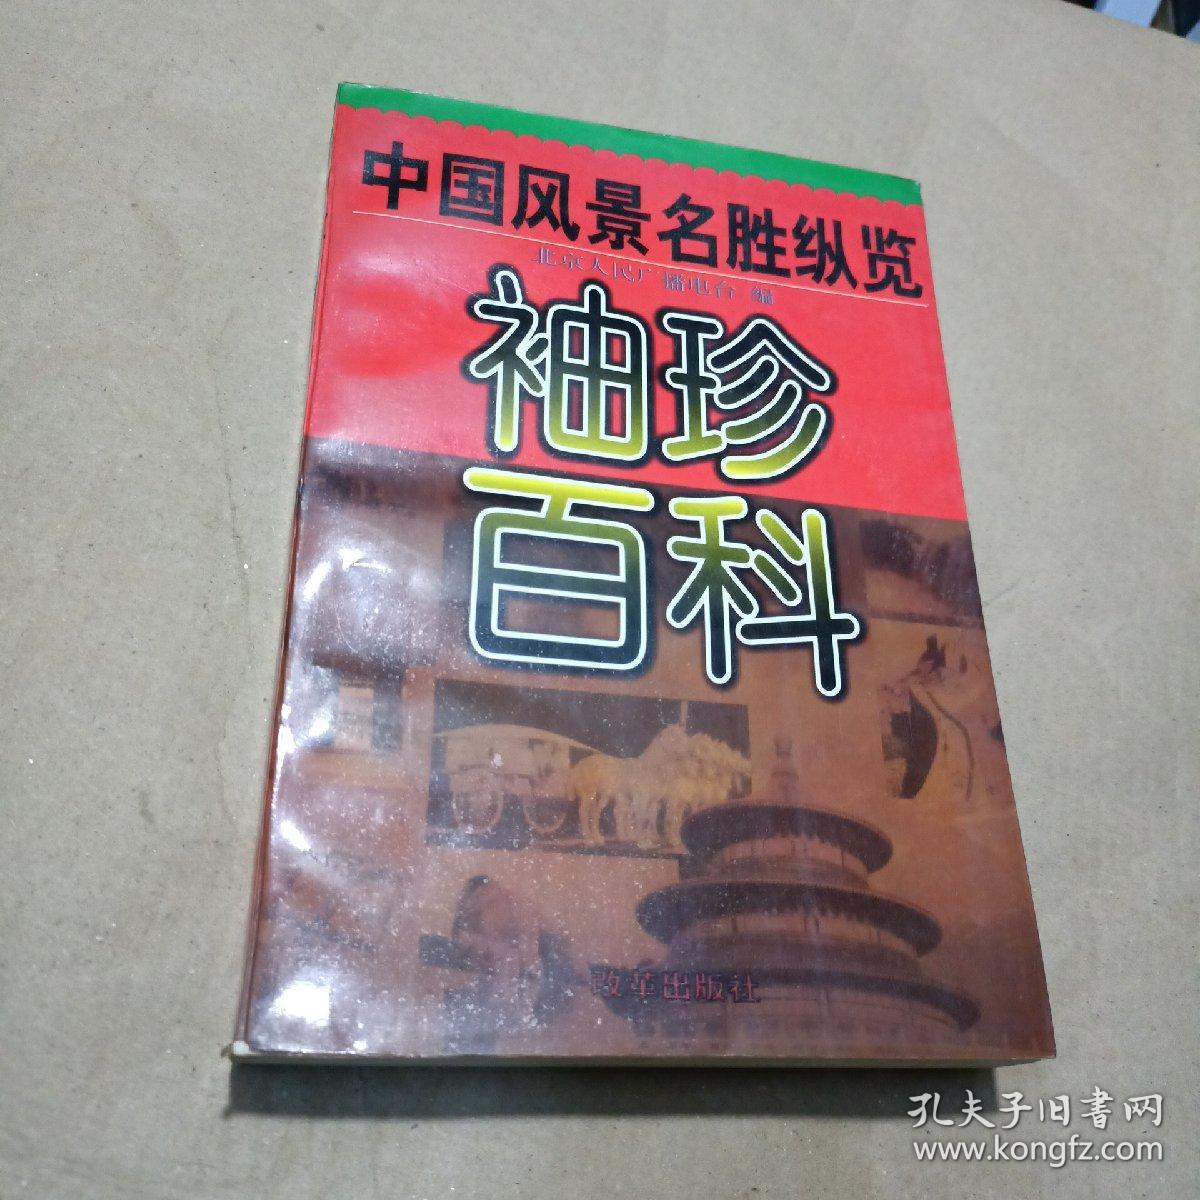 中国风景名胜纵览
北京人民广播电台 编
袖珍
百科
改革出版社
孔夫子旧書网
www.kongfz.com